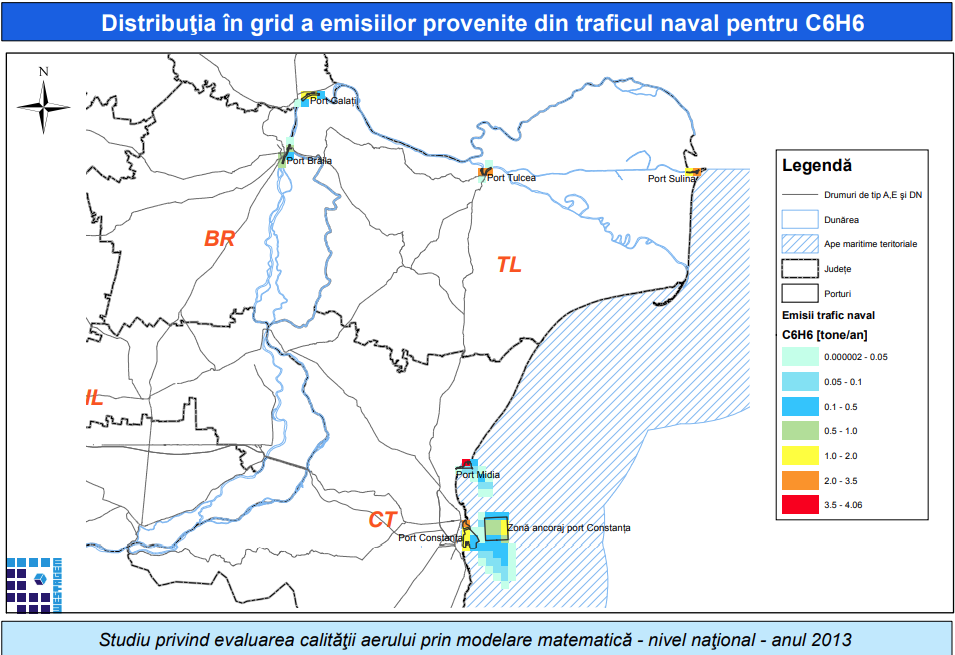 Distribuţia în grid a emisiilor provenite din traficul naval pentru C6H6
N
Port Galaţi
Port Brăila
Port Tulcea
Port Sulina
BR
TL
IL
Port Midia
CT
Port Constanţa
Zonă ancoraj port Constanţa
Legendă
Drumuri de tip A,E şi DN
Dunărea
Ape maritime teritoriale
Judeţe
Porturi
Emisii trafic naval
C6H6 [tone/an]
0.000002 - 0.05
0.05 - 0.1
0.1 - 0.5
0.5 - 1.0
1.0 - 2.0
2.0 - 3.5
3.5 - 4.06
WESTAGEM
Studiu privind evaluarea calităţii aerului prin modelare matematică - nivel naţional - anul 2013